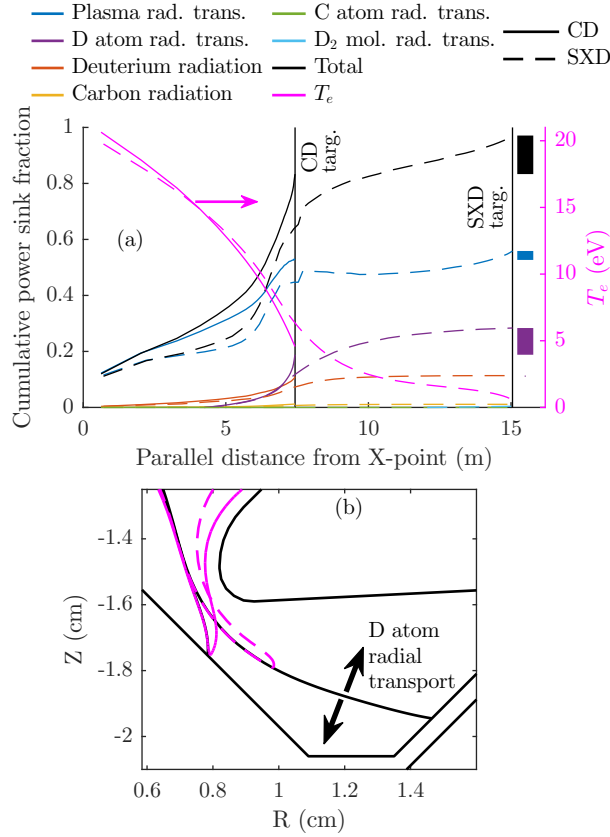 Plasma rad. trans.
C atom rad. trans.
CD
D atom rad. trans.
D₂ mol. rad. trans.
SXD
Deuterium radiation
Total
Carbon radiation
Tₑ
1
0.8
0.6
0.4
0.2
0
Cumulative power sink fraction
(a)
CD
targ.
SXD
targ.
20
15
10
5
0
Tₑ (eV)
0
5
10
15
Parallel distance from X-point (m)
(b)
-1.4
-1.6
-1.8
-2
Z (cm)
D atom
radial
transport
0.6
0.8
1
1.2
1.4
R (cm)